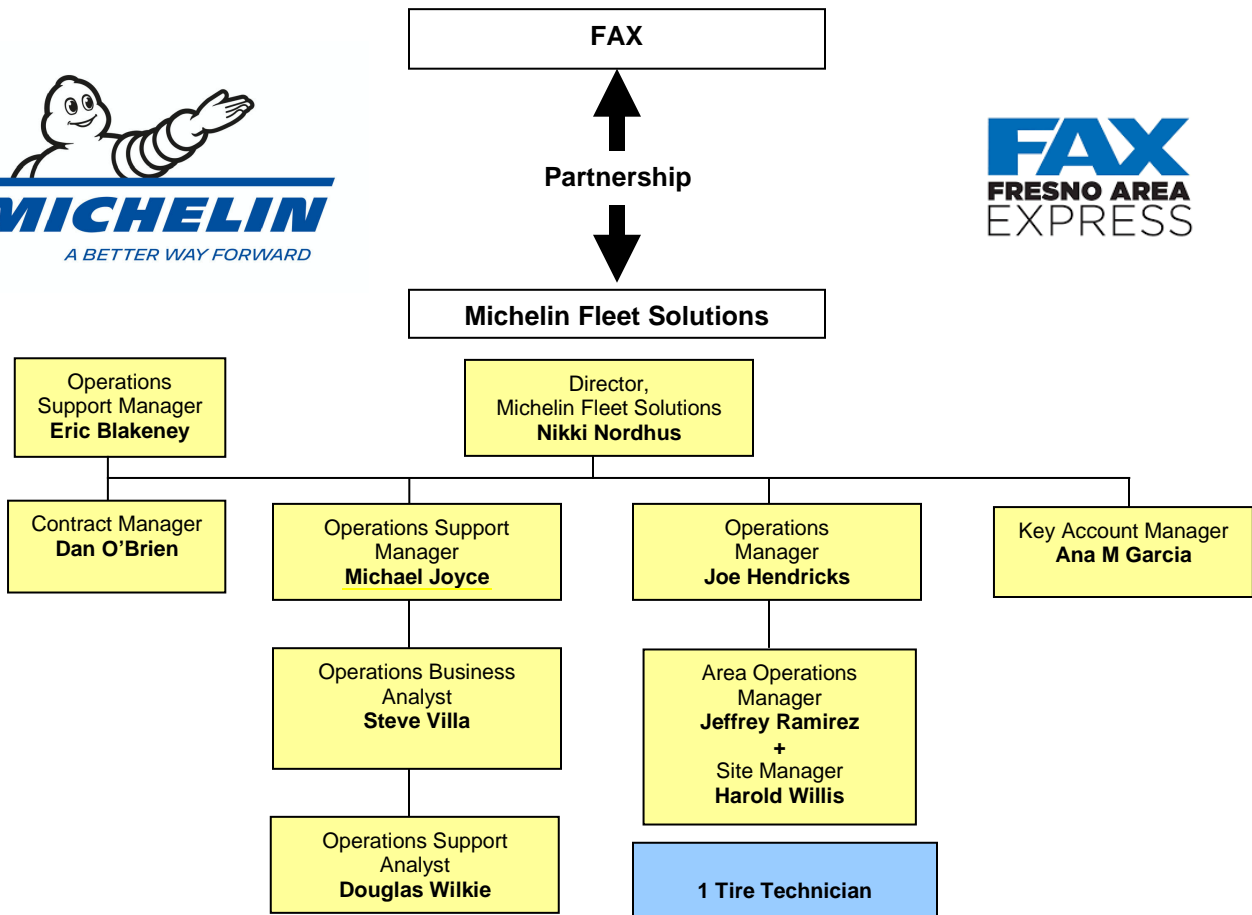 FAX
MICHELIN
A BETTER WAY FORWARD
Partnership
FAX
FRESNO AREA
EXPRESS
Michelin Fleet Solutions
Operations
Support Manager
Eric Blakeney
Director,
Michelin Fleet Solutions
Nikki Nordhus
Contract Manager
Dan O’Brien
Operations Support
Manager
Michael Joyce
Operations
Manager
Joe Hendricks
Key Account Manager
Ana M Garcia
Operations Business
Analyst
Steve Villa
Area Operations
Manager
Jeffrey Ramirez
+
Site Manager
Harold Willis
Operations Support
Analyst
Douglas Wilkie
1 Tire Technician